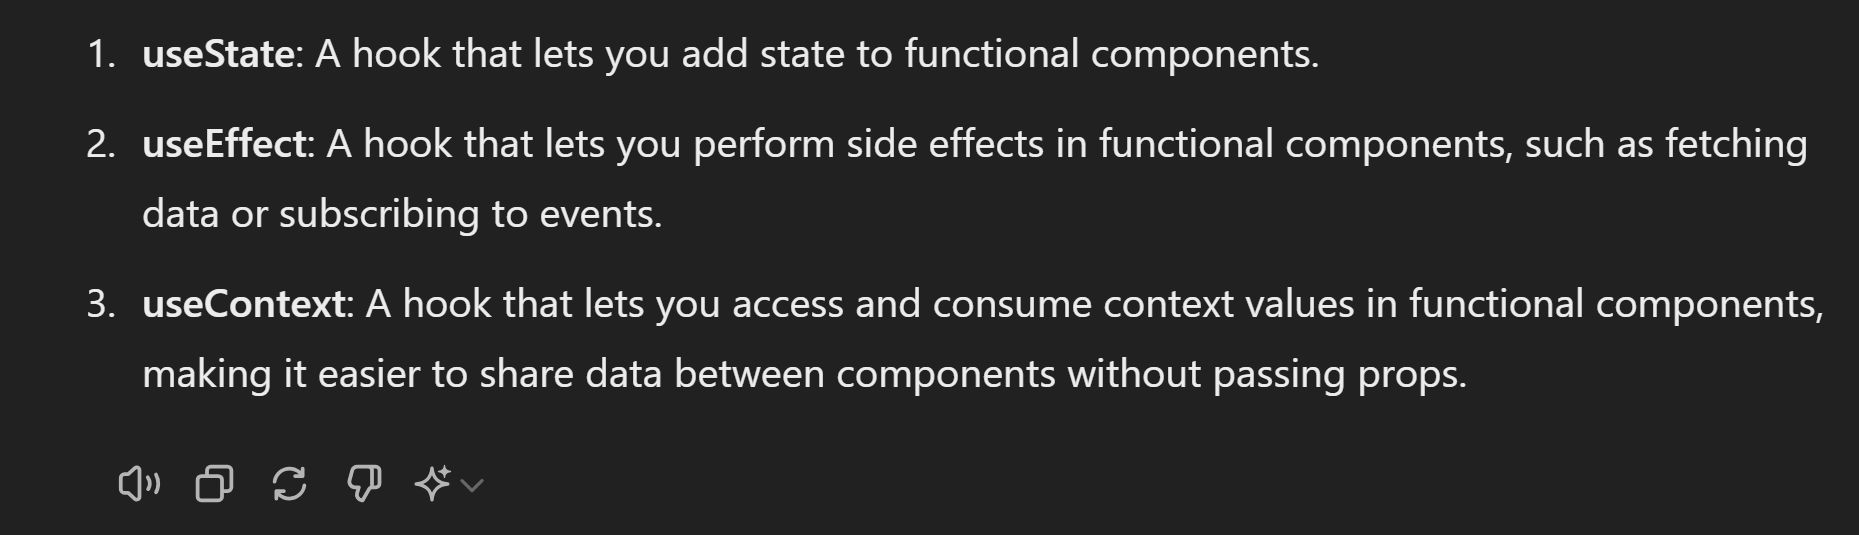 1. useState: A hook that lets you add state to functional components.
2. useEffect: A hook that lets you perform side effects in functional components, such as fetching
data or subscribing to events.
3. useContext: A hook that lets you access and consume context values in functional components,
making it easier to share data between components without passing props.